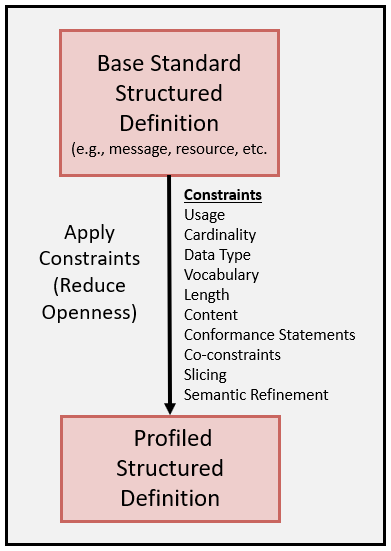 Base Standard
Structured
Definition
(e.g., message, resource, etc.
Apply
Constraints
(Reduce
Openness)
Constraints
Usage
Cardinality
Data Type
Vocabulary
Length
Content
Conformance Statements
Co-constraints
Slicing
Semantic Refinement
Profiled
Structured
Definition